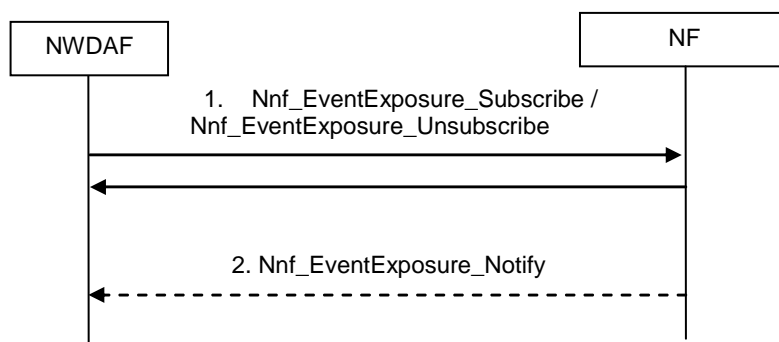 NWDAF
NF
1. Nnf_EventExposure_Subscribe /
Nnf_EventExposure_Unsubscribe
2. Nnf_EventExposure_Notify